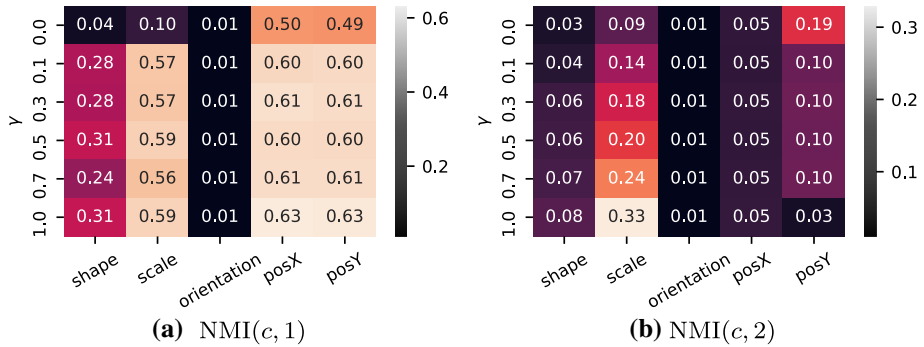 0.0 0.04 0.10 0.01 0.50 0.49
0.1 0.28 0.57 0.01 0.60 0.60
0.3 0.28 0.57 0.01 0.61 0.61
γ
0.5 0.31 0.59 0.01 0.60 0.60
0.7 0.24 0.56 0.01 0.61 0.61
1.0 0.31 0.59 0.01 0.63 0.63
shape scale orientation posX posY
0.6
0.4
0.2
(a) NMI(c, 1)
0.0 0.03 0.09 0.01 0.05 0.19
0.1 0.04 0.14 0.01 0.05 0.10
0.3 0.06 0.18 0.01 0.05 0.10
γ
0.5 0.06 0.20 0.01 0.05 0.10
0.7 0.07 0.24 0.01 0.05 0.10
1.0 0.08 0.33 0.01 0.05 0.03
shape scale orientation posX posY
0.3
0.2
0.1
(b) NMI(c, 2)